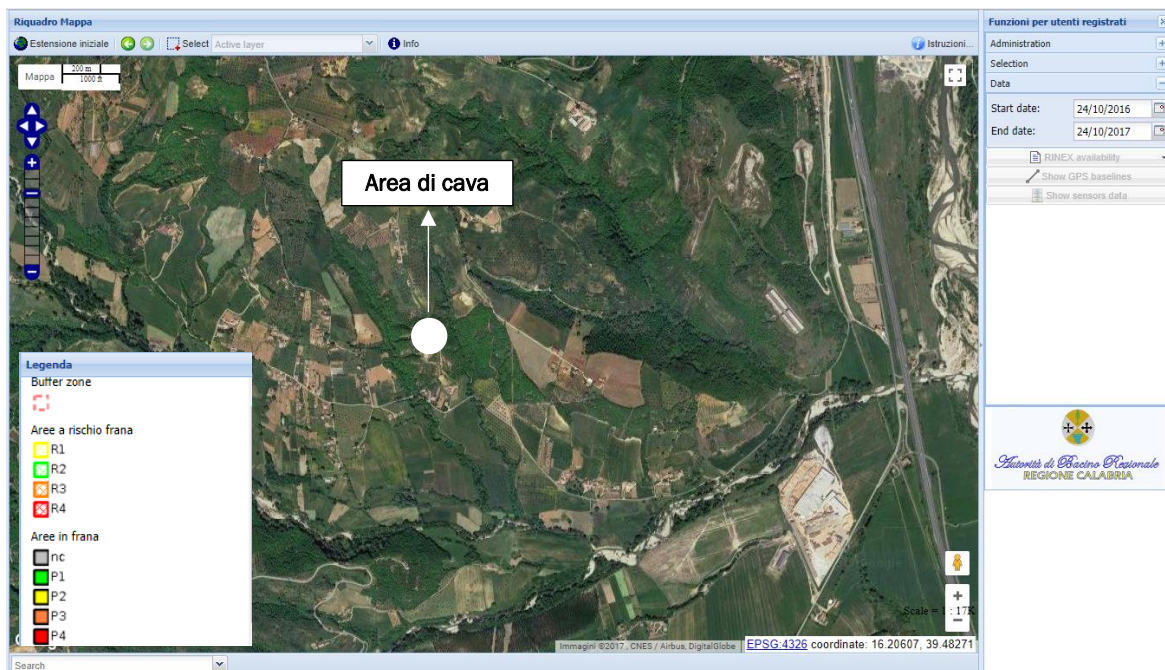 Riquadro Mappa
Estensione iniziale Select Active layer Info Istruzioni...
Mappa 200 m
1000 ft
Area di cava
Legenda
Buffer zone
Aree a rischio frana
R1
R2
R3
R4
Aree in frana
nc
P1
P2
P3
P4
Scale = 1 : 17K
Immagini ©2017 , CNES / Airbus, DigitalGlobe EPSG:4326 coordinate: 16.20607, 39.48271
Search
Funzioni per utenti registrati
Administration
Selection
Data
Start date: 24/10/2016
End date: 24/10/2017
RINEX availability
Show GPS baselines
Show sensors data
Autorità di Bacino Regionale
REGIONE CALABRIA